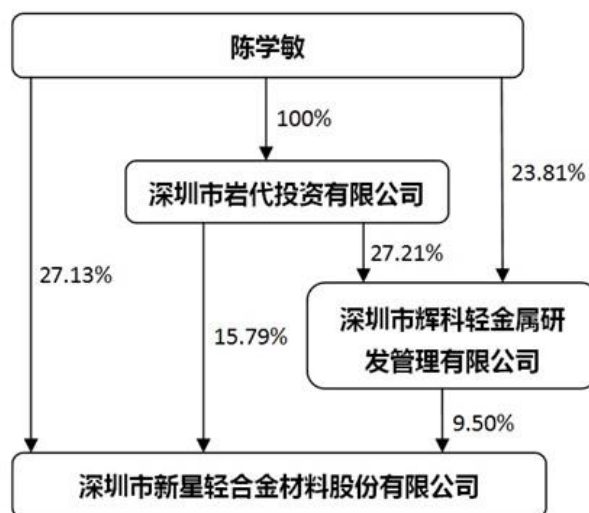 陈学敏
100%
23.81%
深圳市岩代投资有限公司
27.21%
27.13%
深圳市辉科轻金属研
发管理有限公司
15.79%
9.50%
深圳市新星轻合金材料股份有限公司